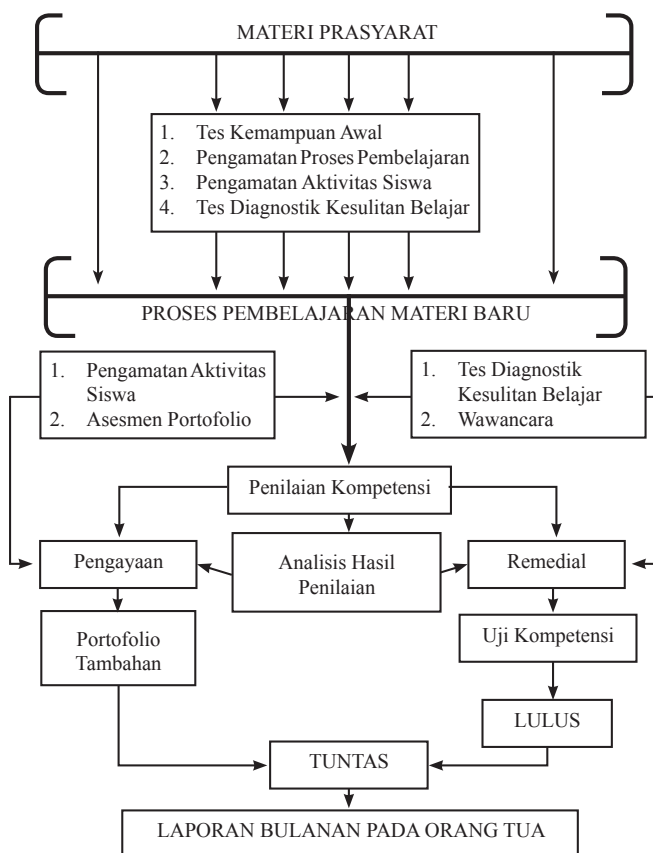 MATERI PRASYARAT
1. Tes Kemampuan Awal
2. Pengamatan Proses Pembelajaran
3. Pengamatan Aktivitas Siswa
4. Tes Diagnostik Kesulitan Belajar
PROSES PEMBELAJARAN MATERI BARU
1. Pengamatan Aktivitas
Siswa
2. Asesmen Portofolio
1. Tes Diagnostik
Kesulitan Belajar
2. Wawancara
Penilaian Kompetensi
Pengayaan
Analisis Hasil
Penilaian
Remedial
Portofolio
Tambahan
Uji Kompetensi
LULUS
TUNTAS
LAPORAN BULANAN PADA ORANG TUA